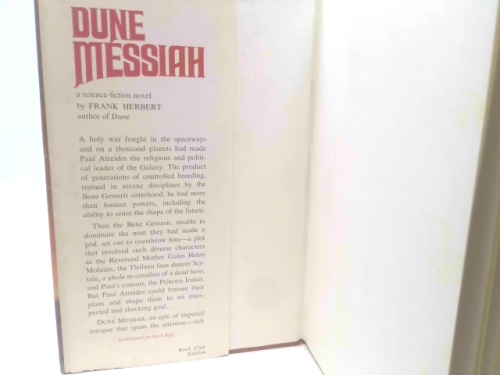 DUNE
MESSIAH
a science-fiction novel
by FRANK HERBERT
author of Dune
A holy war fought in the spaceways
and on a thousand planets had made
Paul Atreides the religious and politi-
cal leader of the Galaxy. The product
of generations of controlled breeding,
trained in arcane disciplines by the
Bene Gesserit sisterhood, he had more
than human powers, including the
ability to sense the shape of the future.
Then the Bene Gesserit, unable to
dominate the man they had made a
god, set out to overthrow him—a plot
that involved such diverse characters
as the Reverend Mother Gaius Helen
Mohiam, the Tleilaxu face dancer Scy-
tale, a ghola re-creation of a dead hero,
and Paul's consort, the Princess Irulan.
But Paul Atreides could foresee their
plans and shape them to an unex-
pected and shocking goal. . . .
DUNE MESSIAH, an epic of imperial
intrigue that spans the universe—rich
(continued on back flap)
Book Club
Edition